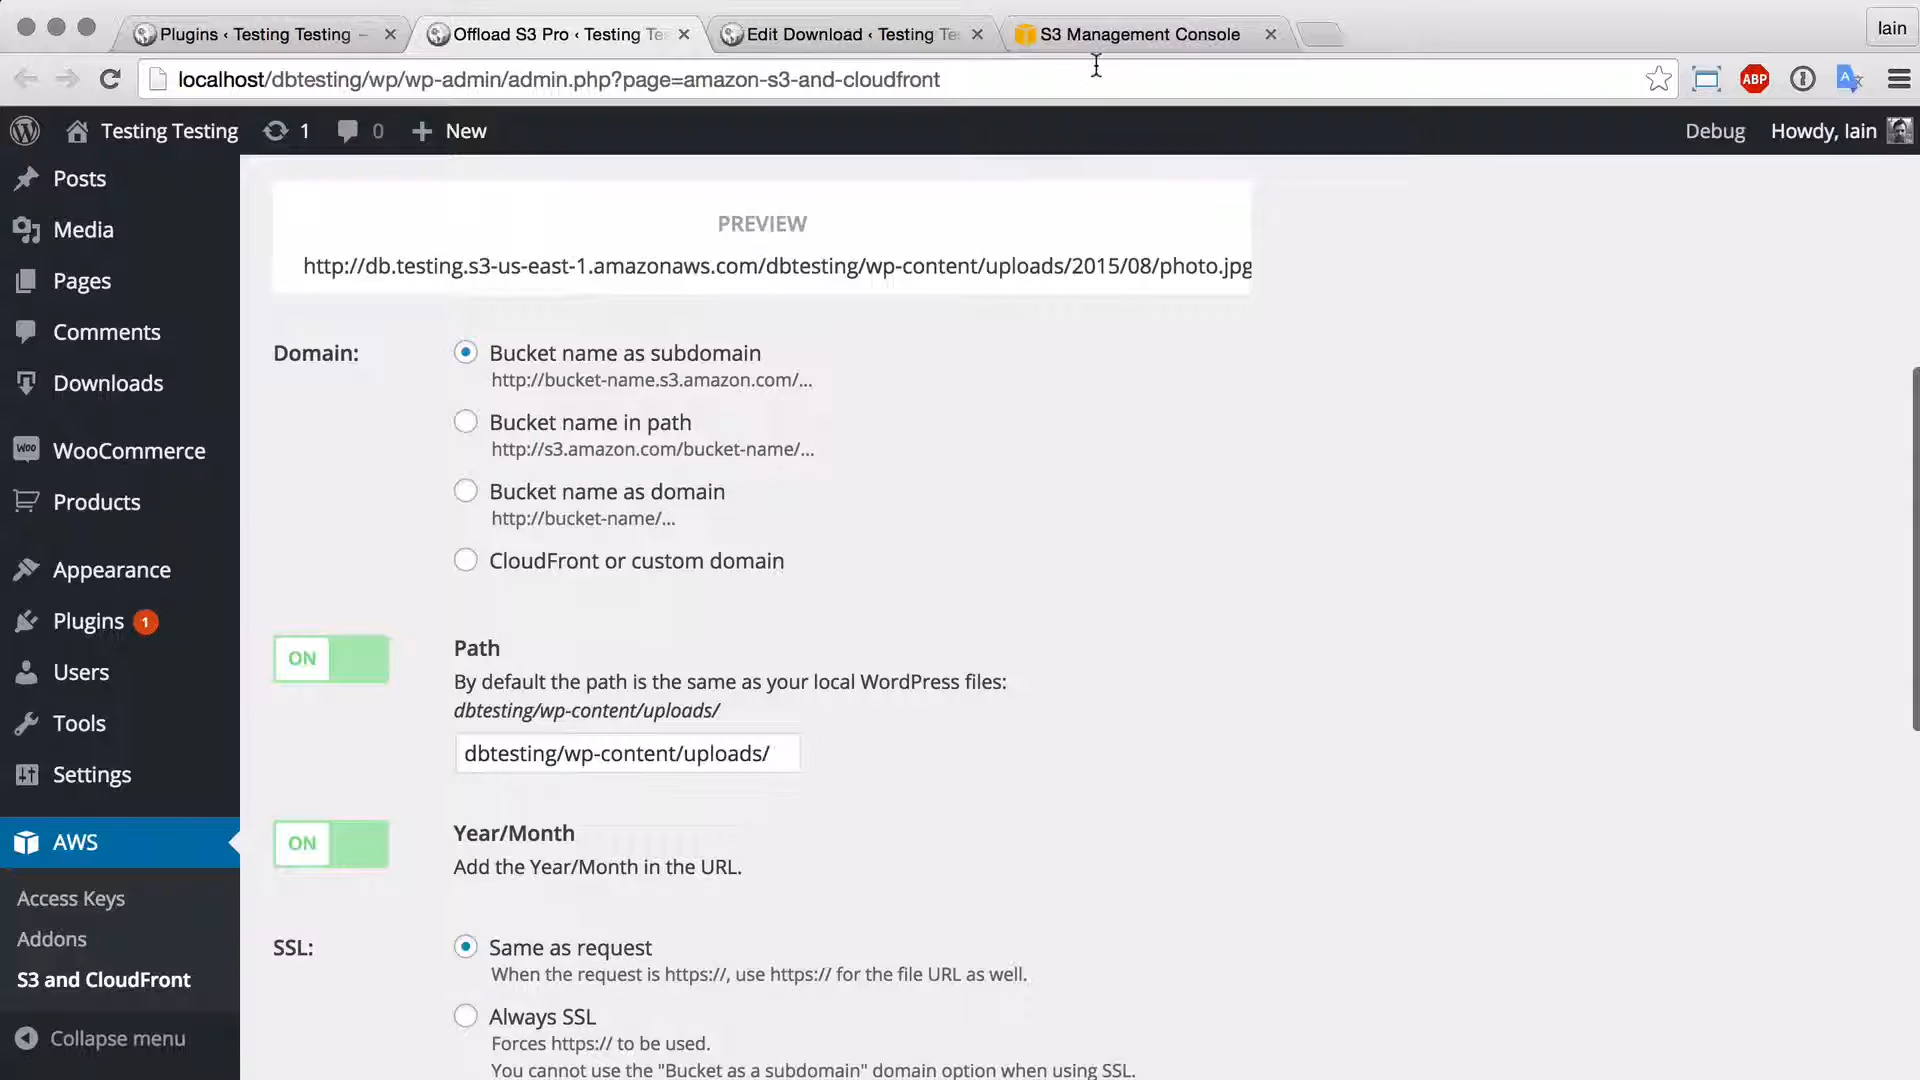 Plugins ‹ Testing Testing –
Offload S3 Pro ‹ Testing Te
Edit Download ‹ Testing Te
S3 Management Console
Iain
localhost/dbtesting/wp/wp-admin/admin.php?page=amazon-s3-and-cloudfront
ABP
Testing Testing
1
0
New
Debug
Howdy, Iain
Posts
Media
Pages
Comments
Downloads
WooCommerce
Products
Appearance
Plugins 1
Users
Tools
Settings
AWS
Access Keys
Addons
S3 and CloudFront
Collapse menu
PREVIEW
http://db.testing.s3-us-east-1.amazonaws.com/dbtesting/wp-content/uploads/2015/08/photo.jpg
Domain:
Bucket name as subdomain
http://bucket-name.s3.amazon.com/...
Bucket name in path
http://s3.amazon.com/bucket-name/...
Bucket name as domain
http://bucket-name/...
CloudFront or custom domain
ON
Path
By default the path is the same as your local WordPress files:
dbtesting/wp-content/uploads/
dbtesting/wp-content/uploads/
ON
Year/Month
Add the Year/Month in the URL.
SSL:
Same as request
When the request is https://, use https:// for the file URL as well.
Always SSL
Forces https:// to be used.
You cannot use the "Bucket as a subdomain" domain option when using SSL.